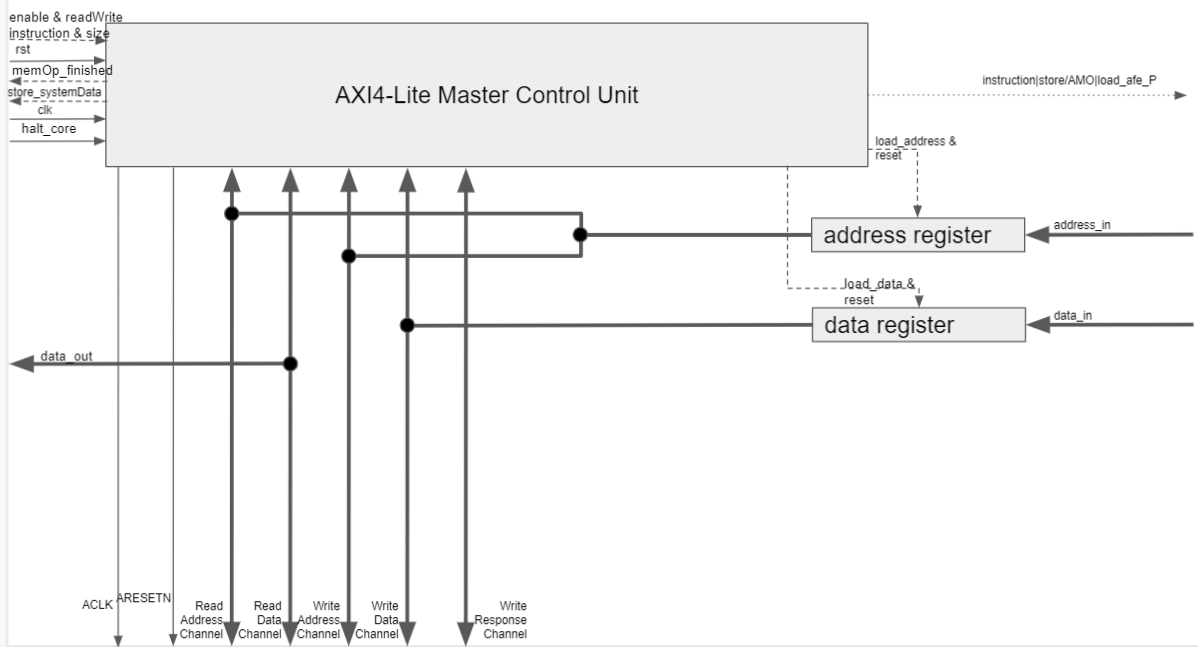 enable & readWrite
instruction & size
rst
memOp_finished
store_systemData
clk
halt_core
AXI4-Lite Master Control Unit
instruction|store/AMO|load_afe_P
load_address &
reset
address register
address_in
load_data &
reset
data register
data_in
data_out
ACLK
ARESETN
Read
Address
Channel
Read
Data
Channel
Write
Address
Channel
Write
Data
Channel
Write
Response
Channel